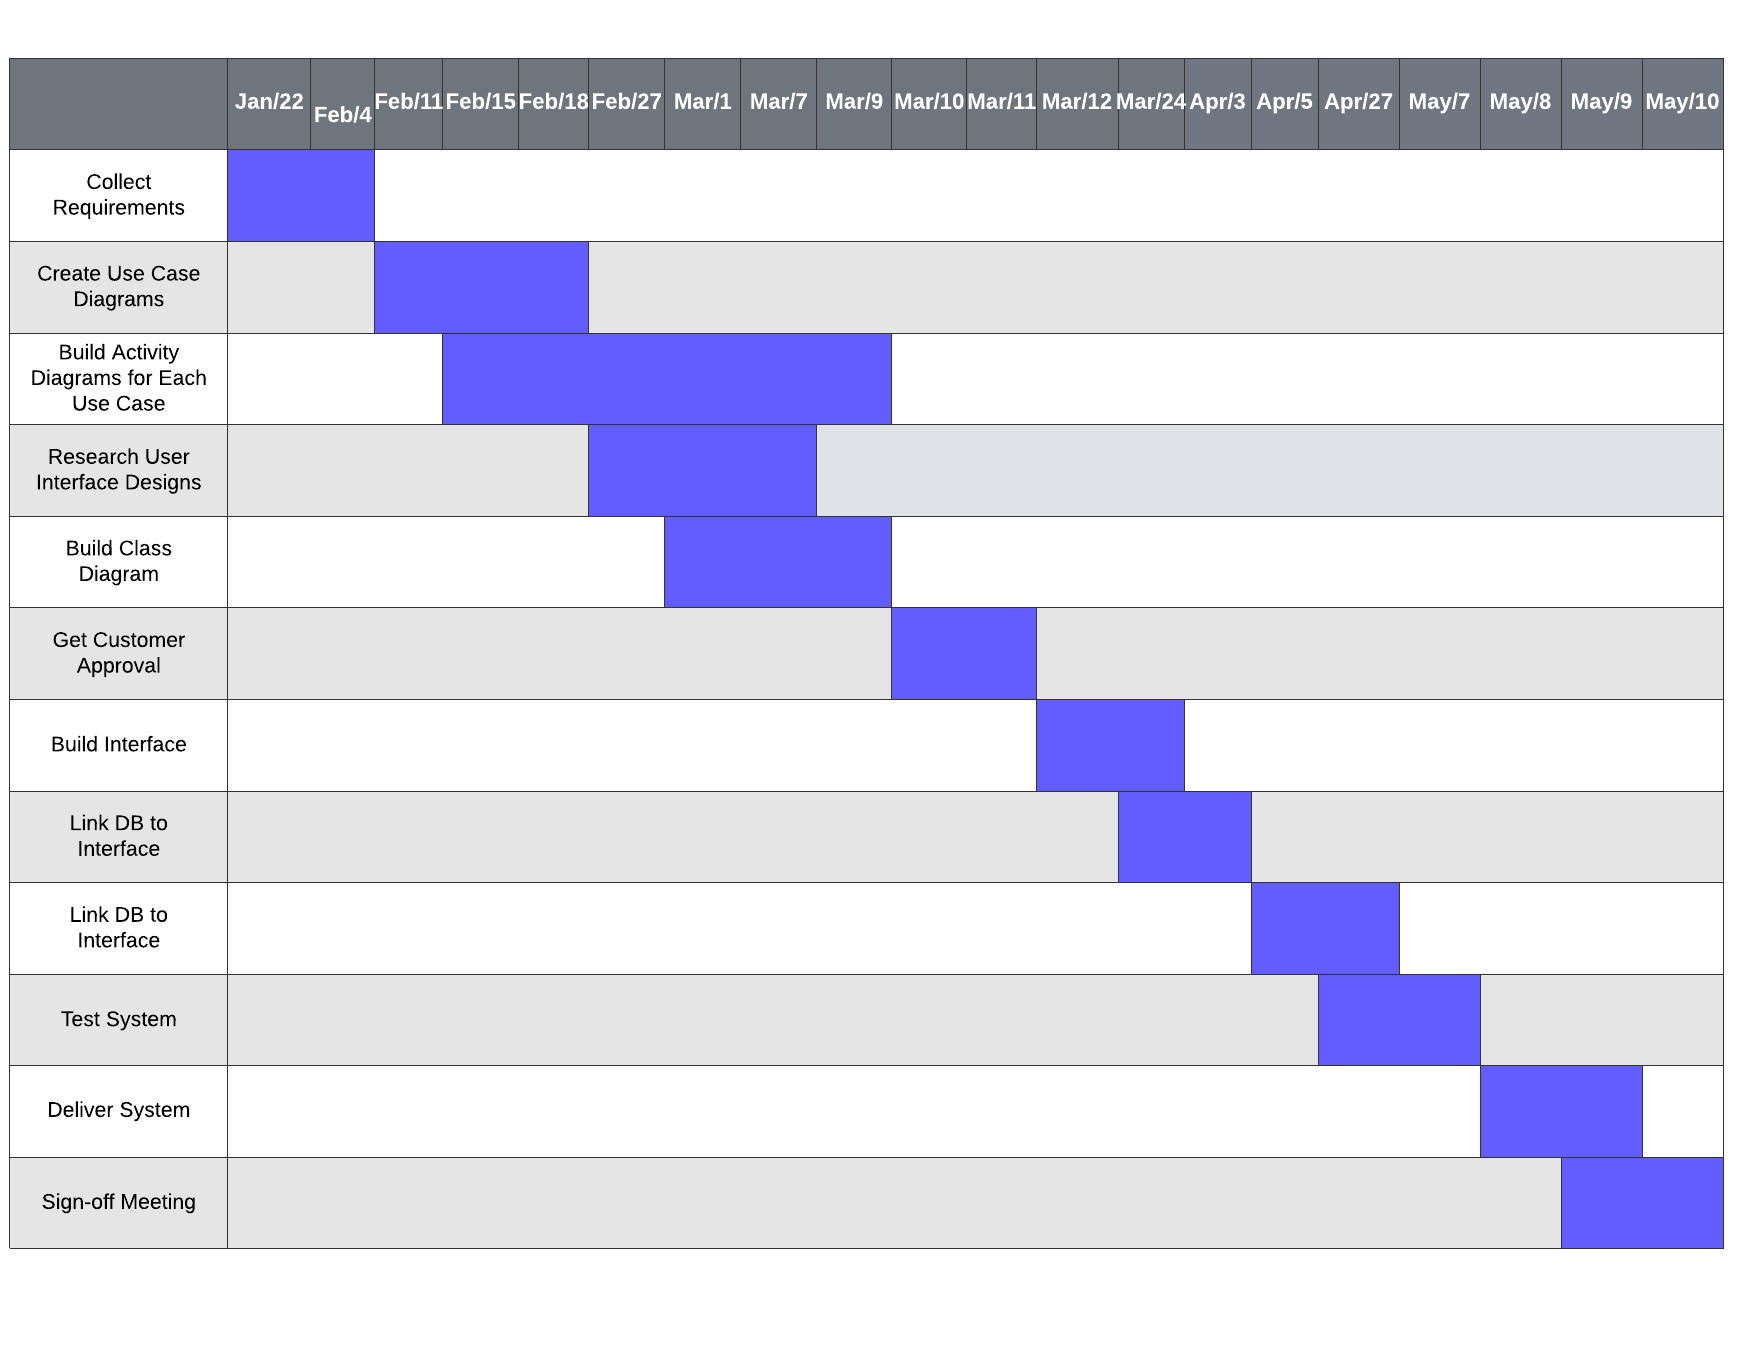 Jan/22 Feb/4 Feb/11 Feb/15 Feb/18 Feb/27 Mar/1 Mar/7 Mar/9 Mar/10 Mar/11 Mar/12 Mar/24 Apr/3 Apr/5 Apr/27 May/7 May/8 May/9 May/10
Collect
Requirements
Create Use Case
Diagrams
Build Activity
Diagrams for Each
Use Case
Research User
Interface Designs
Build Class
Diagram
Get Customer
Approval
Build Interface
Link DB to
Interface
Link DB to
Interface
Test System
Deliver System
Sign-off Meeting